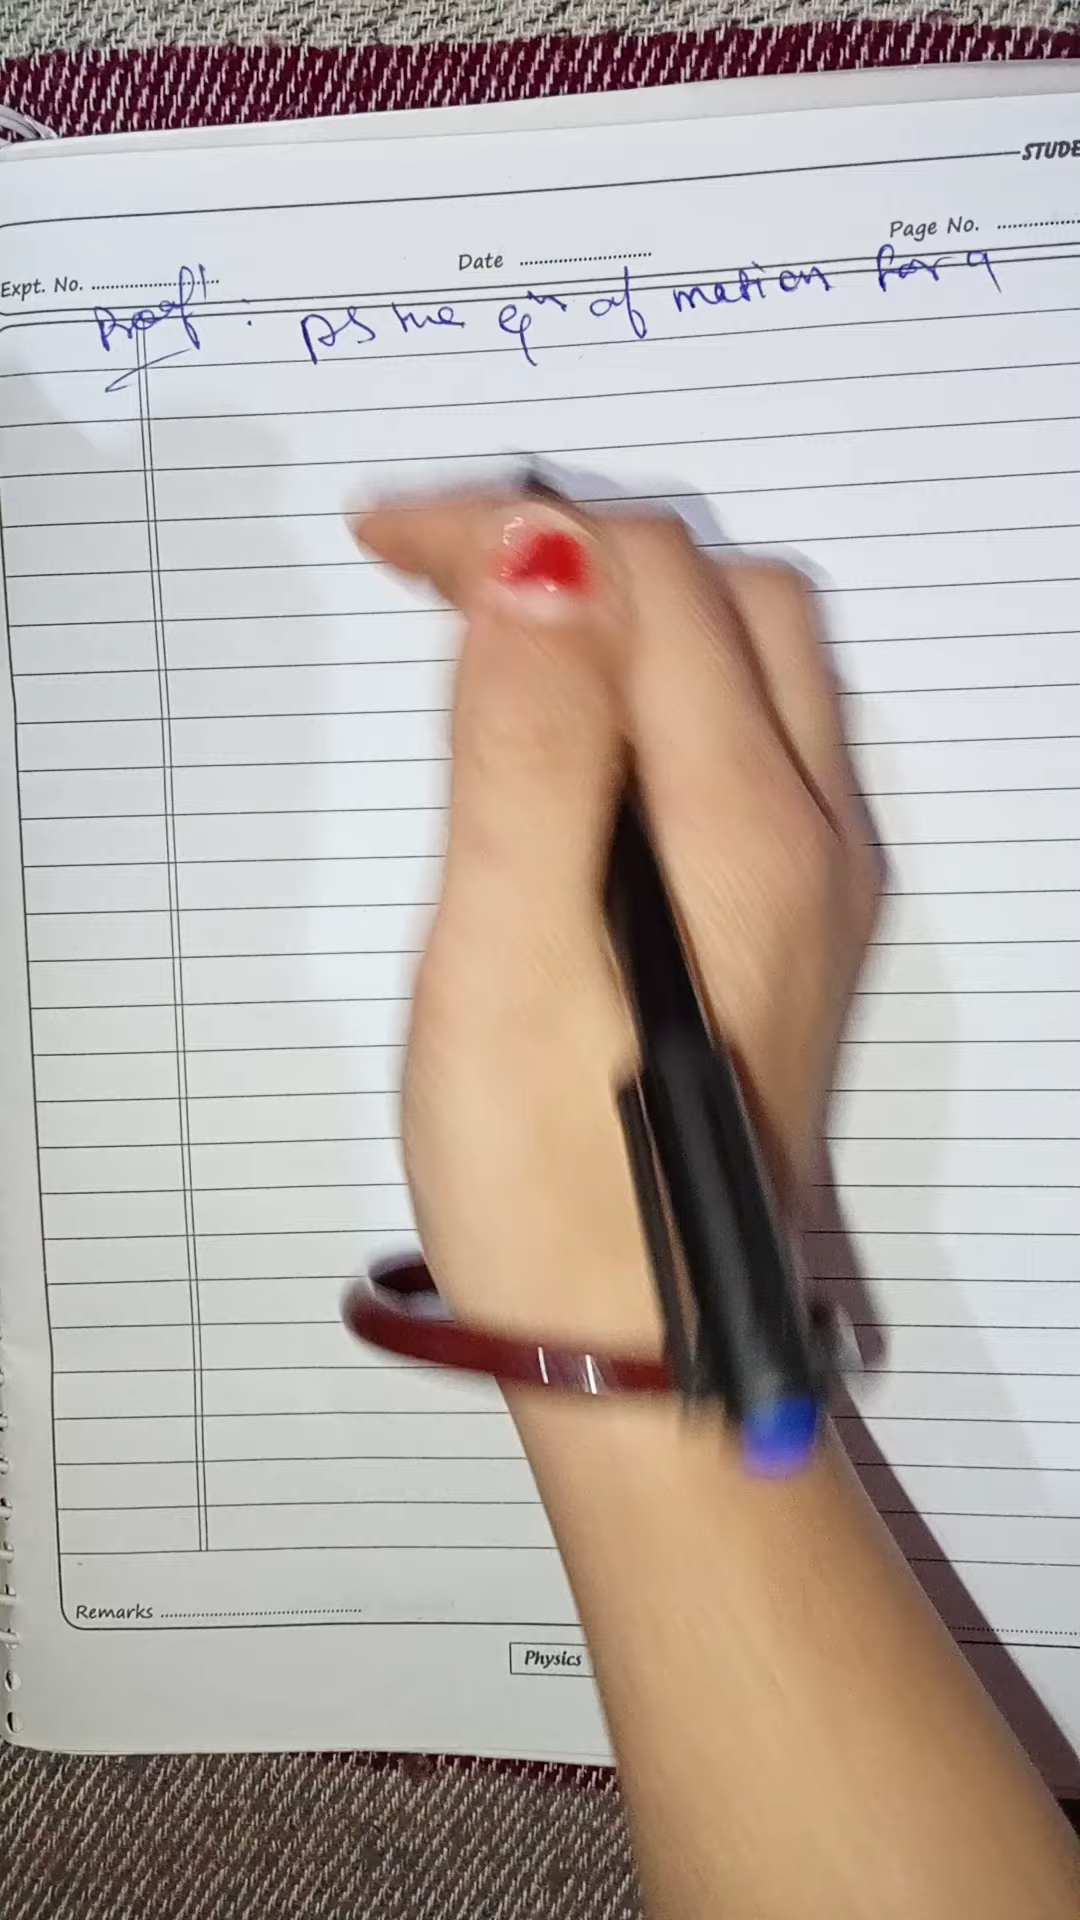 STUDE
Page No. ..................
Date ..............................
Expt. No. ..............................
Proof : As the eqn of motion for a
Remarks ..................................................
Physics